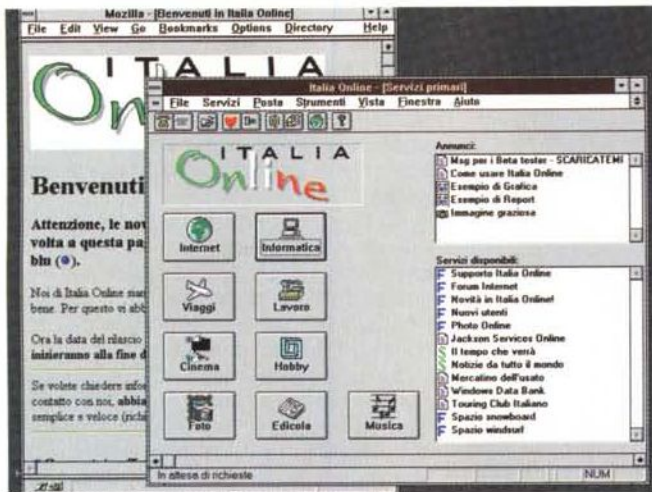 Mozilla - [Benvenuti in Italia Online]
File Edit View Go Bookmarks Options Directory Help
ITALIA
On
Benvenuti
Attenzione, le nov
volta a questa pag
blu ( ).
Noi di Italia Online
bene. Per questo vi abb
Ora la data del rilascio
inizieranno alla fine d
Se volete chiedere info
contatto con noi, abbia
semplice e veloce (richi
Italia Online - [Servizi primari]
File Servizi Posta Strumenti Vista Finestra Aiuto
ITALIA
Online
Internet
Informatica
Viaggi
Lavoro
Cinema
Hobby
Foto
Edicola
Musica
Annunci:
Msg per i Beta tester - SCARICATEMI
Come usare Italia Online
Esempio di Grafica
Esempio di Report
Immagine graziosa
Servizi disponibili:
Supporto Italia Online
Forum Internet
Novità in Italia Online!
Nuovi utenti
Photo Online
Jackson Services Online
Il tempo che verrà
Notizie da tutto il mondo
Mercatino dell'usato
Windows Data Bank
Touring Club Italiano
Spazio snowboard
Spazio windsurf
In attesa di richieste
NUM